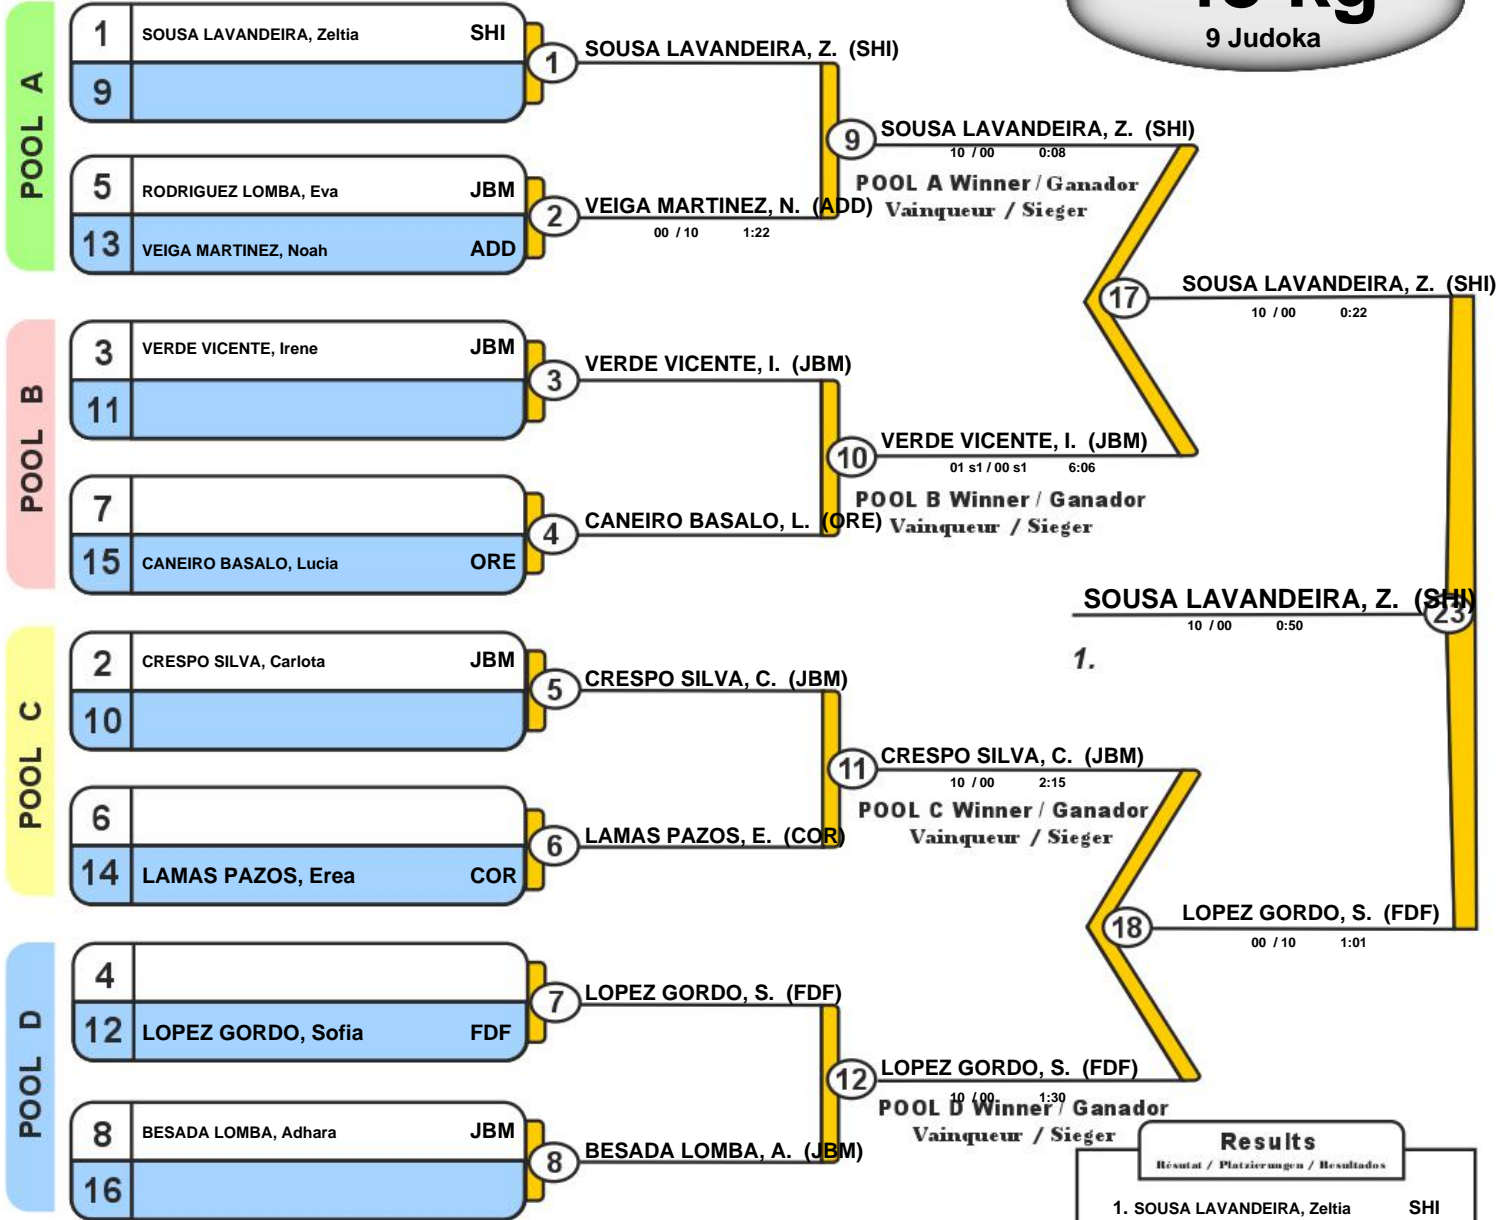 kg
9 Judoka
POOL A
1 SOUSA LAVANDEIRA, Zeltia SHI
9
1
SOUSA LAVANDEIRA, Z. (SHI)
5 RODRIGUEZ LOMBA, Eva JBM
13 VEIGA MARTINEZ, Noah ADD
2
VEIGA MARTINEZ, N. (ADD)
00 / 10 1:22
9
SOUSA LAVANDEIRA, Z. (SHI)
10 / 00 0:08
POOL A Winner / Ganador
Vainqueur / Sieger
POOL B
3 VERDE VICENTE, Irene JBM
11
3
VERDE VICENTE, I. (JBM)
7
15 CANEIRO BASALO, Lucia ORE
4
CANEIRO BASALO, L. (ORE)
10
VERDE VICENTE, I. (JBM)
01 s1 / 00 s1 6:06
POOL B Winner / Ganador
Vainqueur / Sieger
17
SOUSA LAVANDEIRA, Z. (SHI)
10 / 00 0:22
SOUSA LAVANDEIRA, Z. (SHI)
23
10 / 00 0:50
1.
POOL C
2 CRESPO SILVA, Carlota JBM
10
5
CRESPO SILVA, C. (JBM)
6
14 LAMAS PAZOS, Erea COR
6
LAMAS PAZOS, E. (COR)
11
CRESPO SILVA, C. (JBM)
10 / 00 2:15
POOL C Winner / Ganador
Vainqueur / Sieger
18
LOPEZ GORDO, S. (FDF)
00 / 10 1:01
POOL D
4
12 LOPEZ GORDO, Sofia FDF
7
LOPEZ GORDO, S. (FDF)
8 BESADA LOMBA, Adhara JBM
16
8
BESADA LOMBA, A. (JBM)
12
LOPEZ GORDO, S. (FDF)
10 / 00 1:30
POOL D Winner / Ganador
Vainqueur / Sieger
Results
Résutat / Platzierungen / Resultados
1. SOUSA LAVANDEIRA, Zeltia SHI